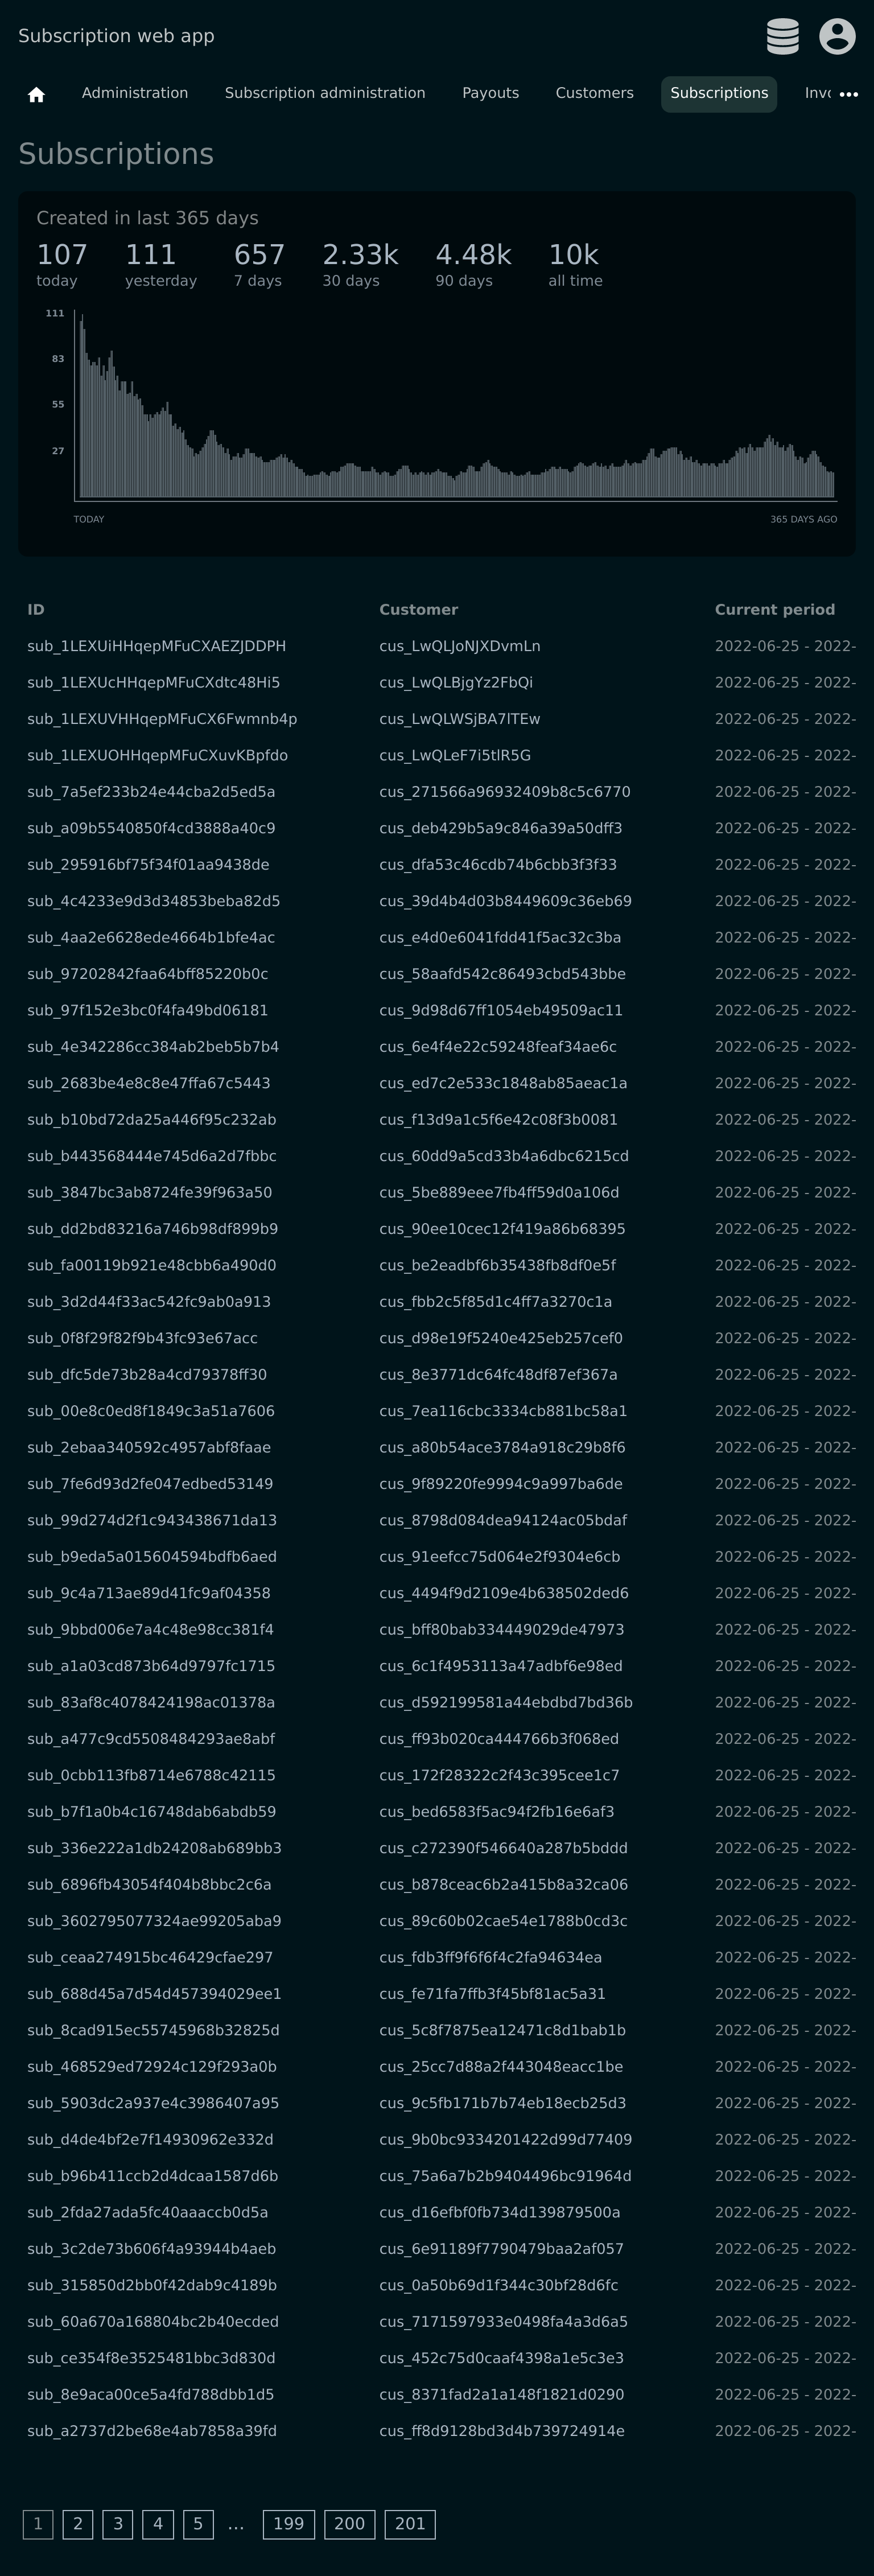 Subscription web app
Administration Subscription administration Payouts Customers Subscriptions Invo
Subscriptions
Created in last 365 days
107 111 657 2.33k 4.48k 10k
today yesterday 7 days 30 days 90 days all time
111
83
55
27
TODAY 365 DAYS AGO
ID Customer Current period
sub_1LEXUiHHqepMFuCXAEZJDDPH cus_LwQLJoNJXDvmLn 2022-06-25 - 2022-
sub_1LEXUcHHqepMFuCXdtc48Hi5 cus_LwQLBjgYz2FbQi 2022-06-25 - 2022-
sub_1LEXUVHHqepMFuCX6Fwmnb4p cus_LwQLWSjBA7lTEw 2022-06-25 - 2022-
sub_1LEXUOHHqepMFuCXuvKBpfdo cus_LwQLeF7i5tlR5G 2022-06-25 - 2022-
sub_7a5ef233b24e44cba2d5ed5a cus_271566a96932409b8c5c6770 2022-06-25 - 2022-
sub_a09b5540850f4cd3888a40c9 cus_deb429b5a9c846a39a50dff3 2022-06-25 - 2022-
sub_295916bf75f34f01aa9438de cus_dfa53c46cdb74b6cbb3f3f33 2022-06-25 - 2022-
sub_4c4233e9d3d34853beba82d5 cus_39d4b4d03b8449609c36eb69 2022-06-25 - 2022-
sub_4aa2e6628ede4664b1bfe4ac cus_e4d0e6041fdd41f5ac32c3ba 2022-06-25 - 2022-
sub_97202842faa64bff85220b0c cus_58aafd542c86493cbd543bbe 2022-06-25 - 2022-
sub_97f152e3bc0f4fa49bd06181 cus_9d98d67ff1054eb49509ac11 2022-06-25 - 2022-
sub_4e342286cc384ab2beb5b7b4 cus_6e4f4e22c59248feaf34ae6c 2022-06-25 - 2022-
sub_2683be4e8c8e47ffa67c5443 cus_ed7c2e533c1848ab85aeac1a 2022-06-25 - 2022-
sub_b10bd72da25a446f95c232ab cus_f13d9a1c5f6e42c08f3b0081 2022-06-25 - 2022-
sub_b443568444e745d6a2d7fbbc cus_60dd9a5cd33b4a6dbc6215cd 2022-06-25 - 2022-
sub_3847bc3ab8724fe39f963a50 cus_5be889eee7fb4ff59d0a106d 2022-06-25 - 2022-
sub_dd2bd83216a746b98df899b9 cus_90ee10cec12f419a86b68395 2022-06-25 - 2022-
sub_fa00119b921e48cbb6a490d0 cus_be2eadbf6b35438fb8df0e5f 2022-06-25 - 2022-
sub_3d2d44f33ac542fc9ab0a913 cus_fbb2c5f85d1c4ff7a3270c1a 2022-06-25 - 2022-
sub_0f8f29f82f9b43fc93e67acc cus_d98e19f5240e425eb257cef0 2022-06-25 - 2022-
sub_dfc5de73b28a4cd79378ff30 cus_8e3771dc64fc48df87ef367a 2022-06-25 - 2022-
sub_00e8c0ed8f1849c3a51a7606 cus_7ea116cbc3334cb881bc58a1 2022-06-25 - 2022-
sub_2ebaa340592c4957abf8faae cus_a80b54ace3784a918c29b8f6 2022-06-25 - 2022-
sub_7fe6d93d2fe047edbed53149 cus_9f89220fe9994c9a997ba6de 2022-06-25 - 2022-
sub_99d274d2f1c943438671da13 cus_8798d084dea94124ac05bdaf 2022-06-25 - 2022-
sub_b9eda5a015604594bdfb6aed cus_91eefcc75d064e2f9304e6cb 2022-06-25 - 2022-
sub_9c4a713ae89d41fc9af04358 cus_4494f9d2109e4b638502ded6 2022-06-25 - 2022-
sub_9bbd006e7a4c48e98cc381f4 cus_bff80bab334449029de47973 2022-06-25 - 2022-
sub_a1a03cd873b64d9797fc1715 cus_6c1f4953113a47adbf6e98ed 2022-06-25 - 2022-
sub_83af8c4078424198ac01378a cus_d592199581a44ebdbd7bd36b 2022-06-25 - 2022-
sub_a477c9cd5508484293ae8abf cus_ff93b020ca444766b3f068ed 2022-06-25 - 2022-
sub_0cbb113fb8714e6788c42115 cus_172f28322c2f43c395cee1c7 2022-06-25 - 2022-
sub_b7f1a0b4c16748dab6abdb59 cus_bed6583f5ac94f2fb16e6af3 2022-06-25 - 2022-
sub_336e222a1db24208ab689bb3 cus_c272390f546640a287b5bddd 2022-06-25 - 2022-
sub_6896fb43054f404b8bbc2c6a cus_b878ceac6b2a415b8a32ca06 2022-06-25 - 2022-
sub_3602795077324ae99205aba9 cus_89c60b02cae54e1788b0cd3c 2022-06-25 - 2022-
sub_ceaa274915bc46429cfae297 cus_fdb3ff9f6f6f4c2fa94634ea 2022-06-25 - 2022-
sub_688d45a7d54d457394029ee1 cus_fe71fa7ffb3f45bf81ac5a31 2022-06-25 - 2022-
sub_8cad915ec55745968b32825d cus_5c8f7875ea12471c8d1bab1b 2022-06-25 - 2022-
sub_468529ed72924c129f293a0b cus_25cc7d88a2f443048eacc1be 2022-06-25 - 2022-
sub_5903dc2a937e4c3986407a95 cus_9c5fb171b7b74eb18ecb25d3 2022-06-25 - 2022-
sub_d4de4bf2e7f14930962e332d cus_9b0bc9334201422d99d77409 2022-06-25 - 2022-
sub_b96b411ccb2d4dcaa1587d6b cus_75a6a7b2b9404496bc91964d 2022-06-25 - 2022-
sub_2fda27ada5fc40aaaccb0d5a cus_d16efbf0fb734d139879500a 2022-06-25 - 2022-
sub_3c2de73b606f4a93944b4aeb cus_6e91189f7790479baa2af057 2022-06-25 - 2022-
sub_315850d2bb0f42dab9c4189b cus_0a50b69d1f344c30bf28d6fc 2022-06-25 - 2022-
sub_60a670a168804bc2b40ecded cus_7171597933e0498fa4a3d6a5 2022-06-25 - 2022-
sub_ce354f8e3525481bbc3d830d cus_452c75d0caaf4398a1e5c3e3 2022-06-25 - 2022-
sub_8e9aca00ce5a4fd788dbb1d5 cus_8371fad2a1a148f1821d0290 2022-06-25 - 2022-
sub_a2737d2be68e4ab7858a39fd cus_ff8d9128bd3d4b739724914e 2022-06-25 - 2022-
1 2 3 4 5 … 199 200 201